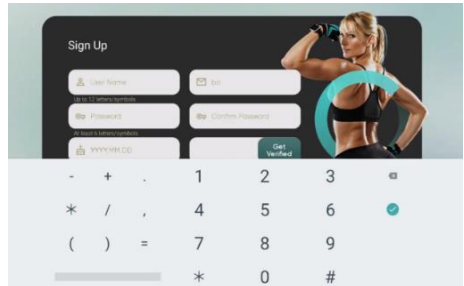 Sign Up
User Name
Up to 12 letters/symbols
Password
Confirm Password
At least 6 letters/symbols
YYYY.MM.DD
Get
Verified
- + . 1 2 3
* / , 4 5 6
( ) = 7 8 9
* 0 #